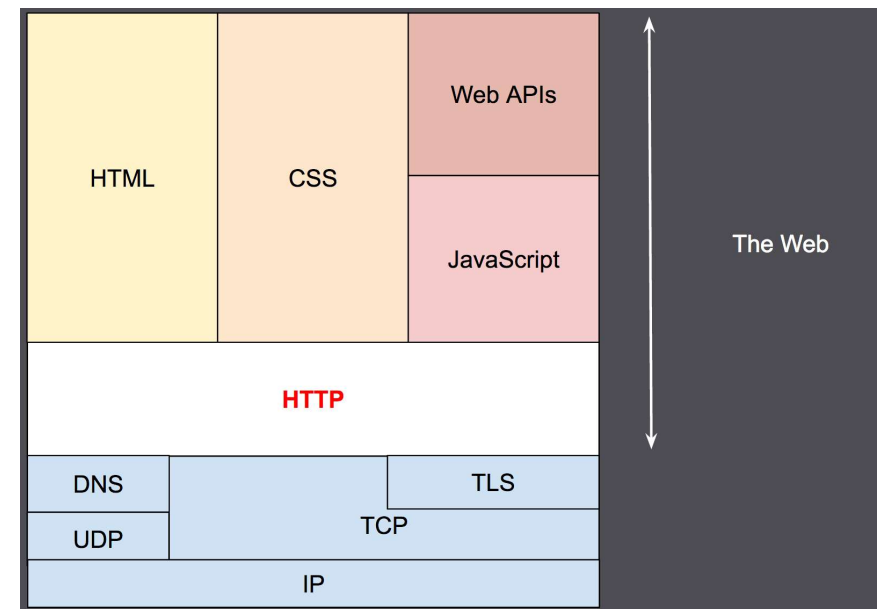 Web APIs
HTML
CSS
JavaScript
The Web
HTTP
DNS
TLS
TCP
UDP
IP